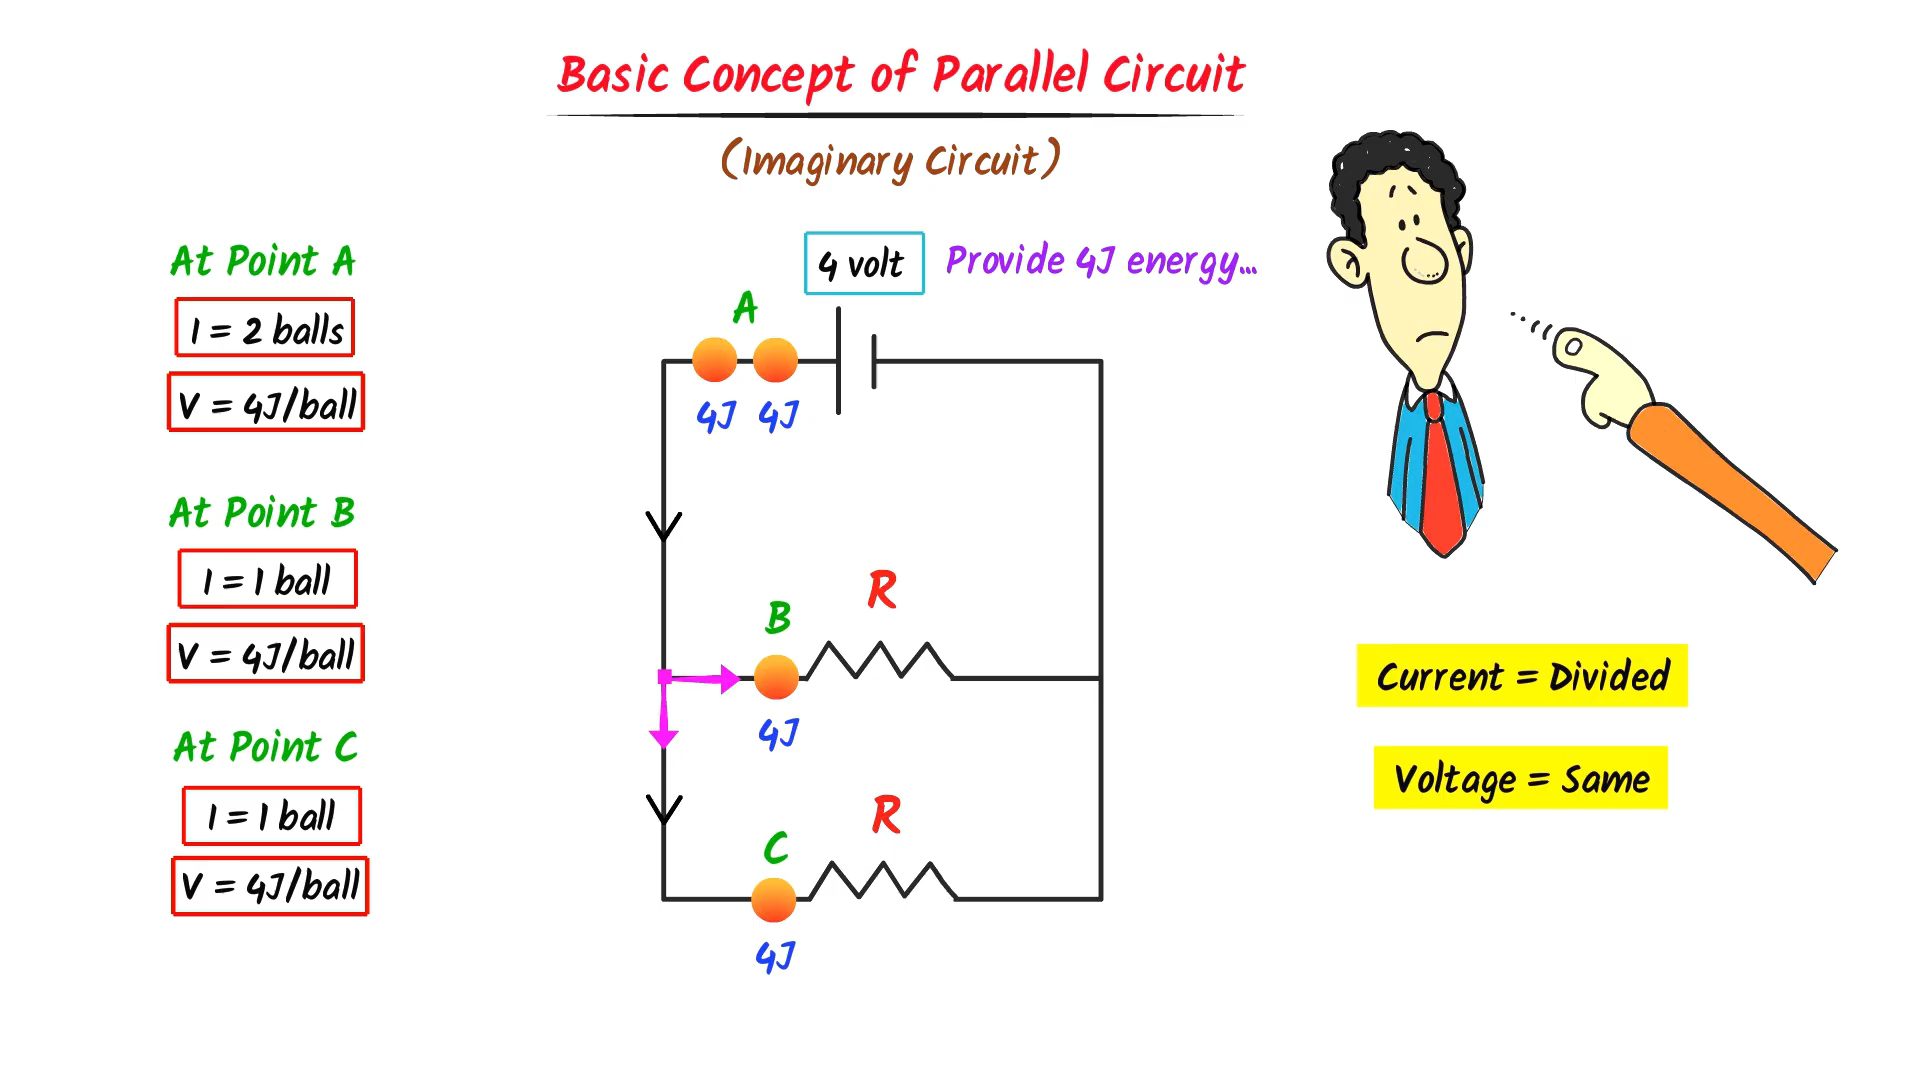 Basic Concept of Parallel Circuit
(Imaginary Circuit)
At Point A
I = 2 balls
V = 4J/ball
At Point B
I = 1 ball
V = 4J/ball
At Point C
I = 1 ball
V = 4J/ball
4 volt
Provide 4J energy...
A
4J 4J
R
B
4J
R
C
4J
Current = Divided
Voltage = Same